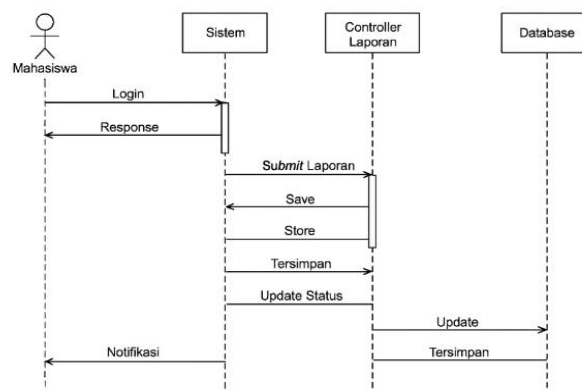 Mahasiswa
Sistem
Controller
Laporan
Database
Login
Response
Submit Laporan
Save
Store
Tersimpan
Update Status
Update
Tersimpan
Notifikasi